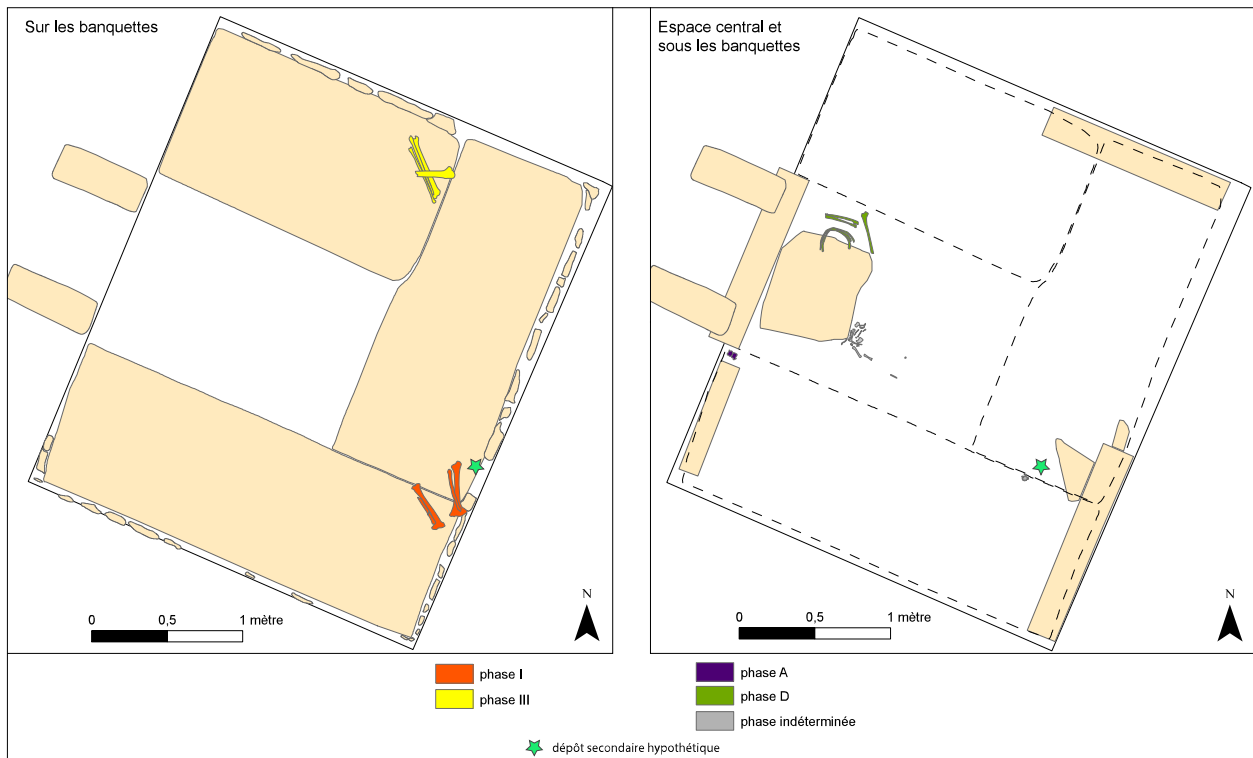 Sur les banquettes
N
0 0,5 1 mètre
Espace central et
sous les banquettes
N
0 0,5 1 mètre
phase I
phase III
phase A
phase D
phase indéterminée
dépôt secondaire hypothétique